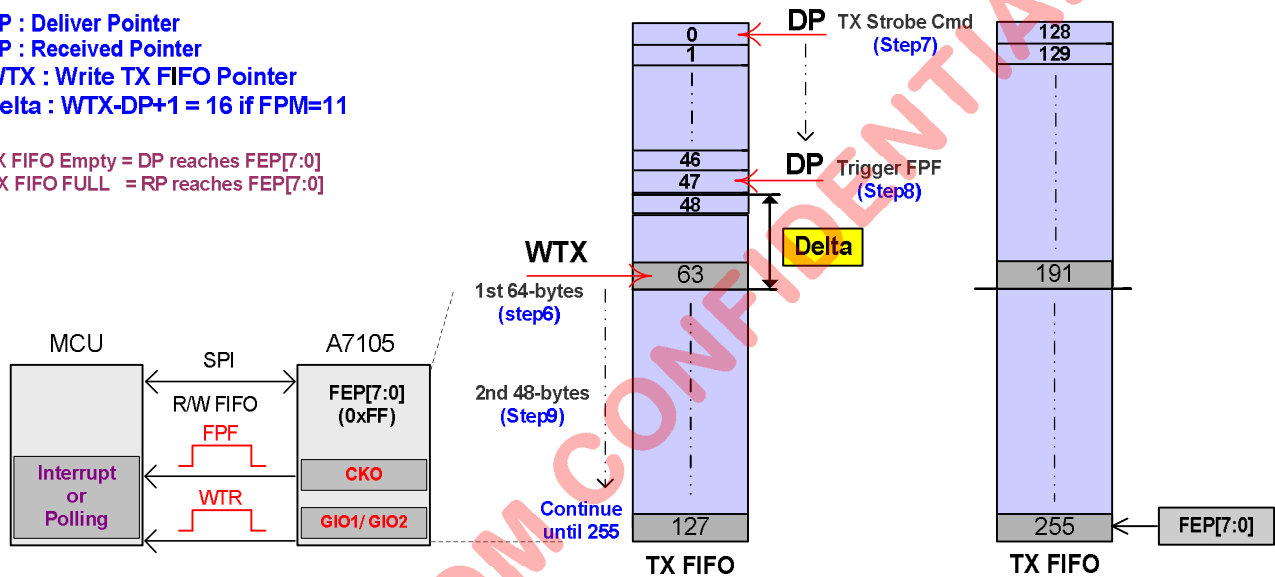 P : Deliver Pointer
P : Received Pointer
WTX : Write TX FIFO Pointer
elta : WTX-DP+1 = 16 if FPM=11
X FIFO Empty = DP reaches FEP[7:0]
X FIFO FULL = RP reaches FEP[7:0]
0
1
46
47
48
63
127
TX FIFO
DP
TX Strobe Cmd
(Step7)
DP
Trigger FPF
(Step8)
Delta
WTX
1st 64-bytes
(step6)
2nd 48-bytes
(Step9)
Continue
until 255
128
129
191
255
TX FIFO
FEP[7:0]
MCU
Interrupt
or
Polling
SPI
R/W FIFO
FPF
WTR
A7105
FEP[7:0]
(0xFF)
CKO
GIO1/ GIO2
OM CONFIDENTIA